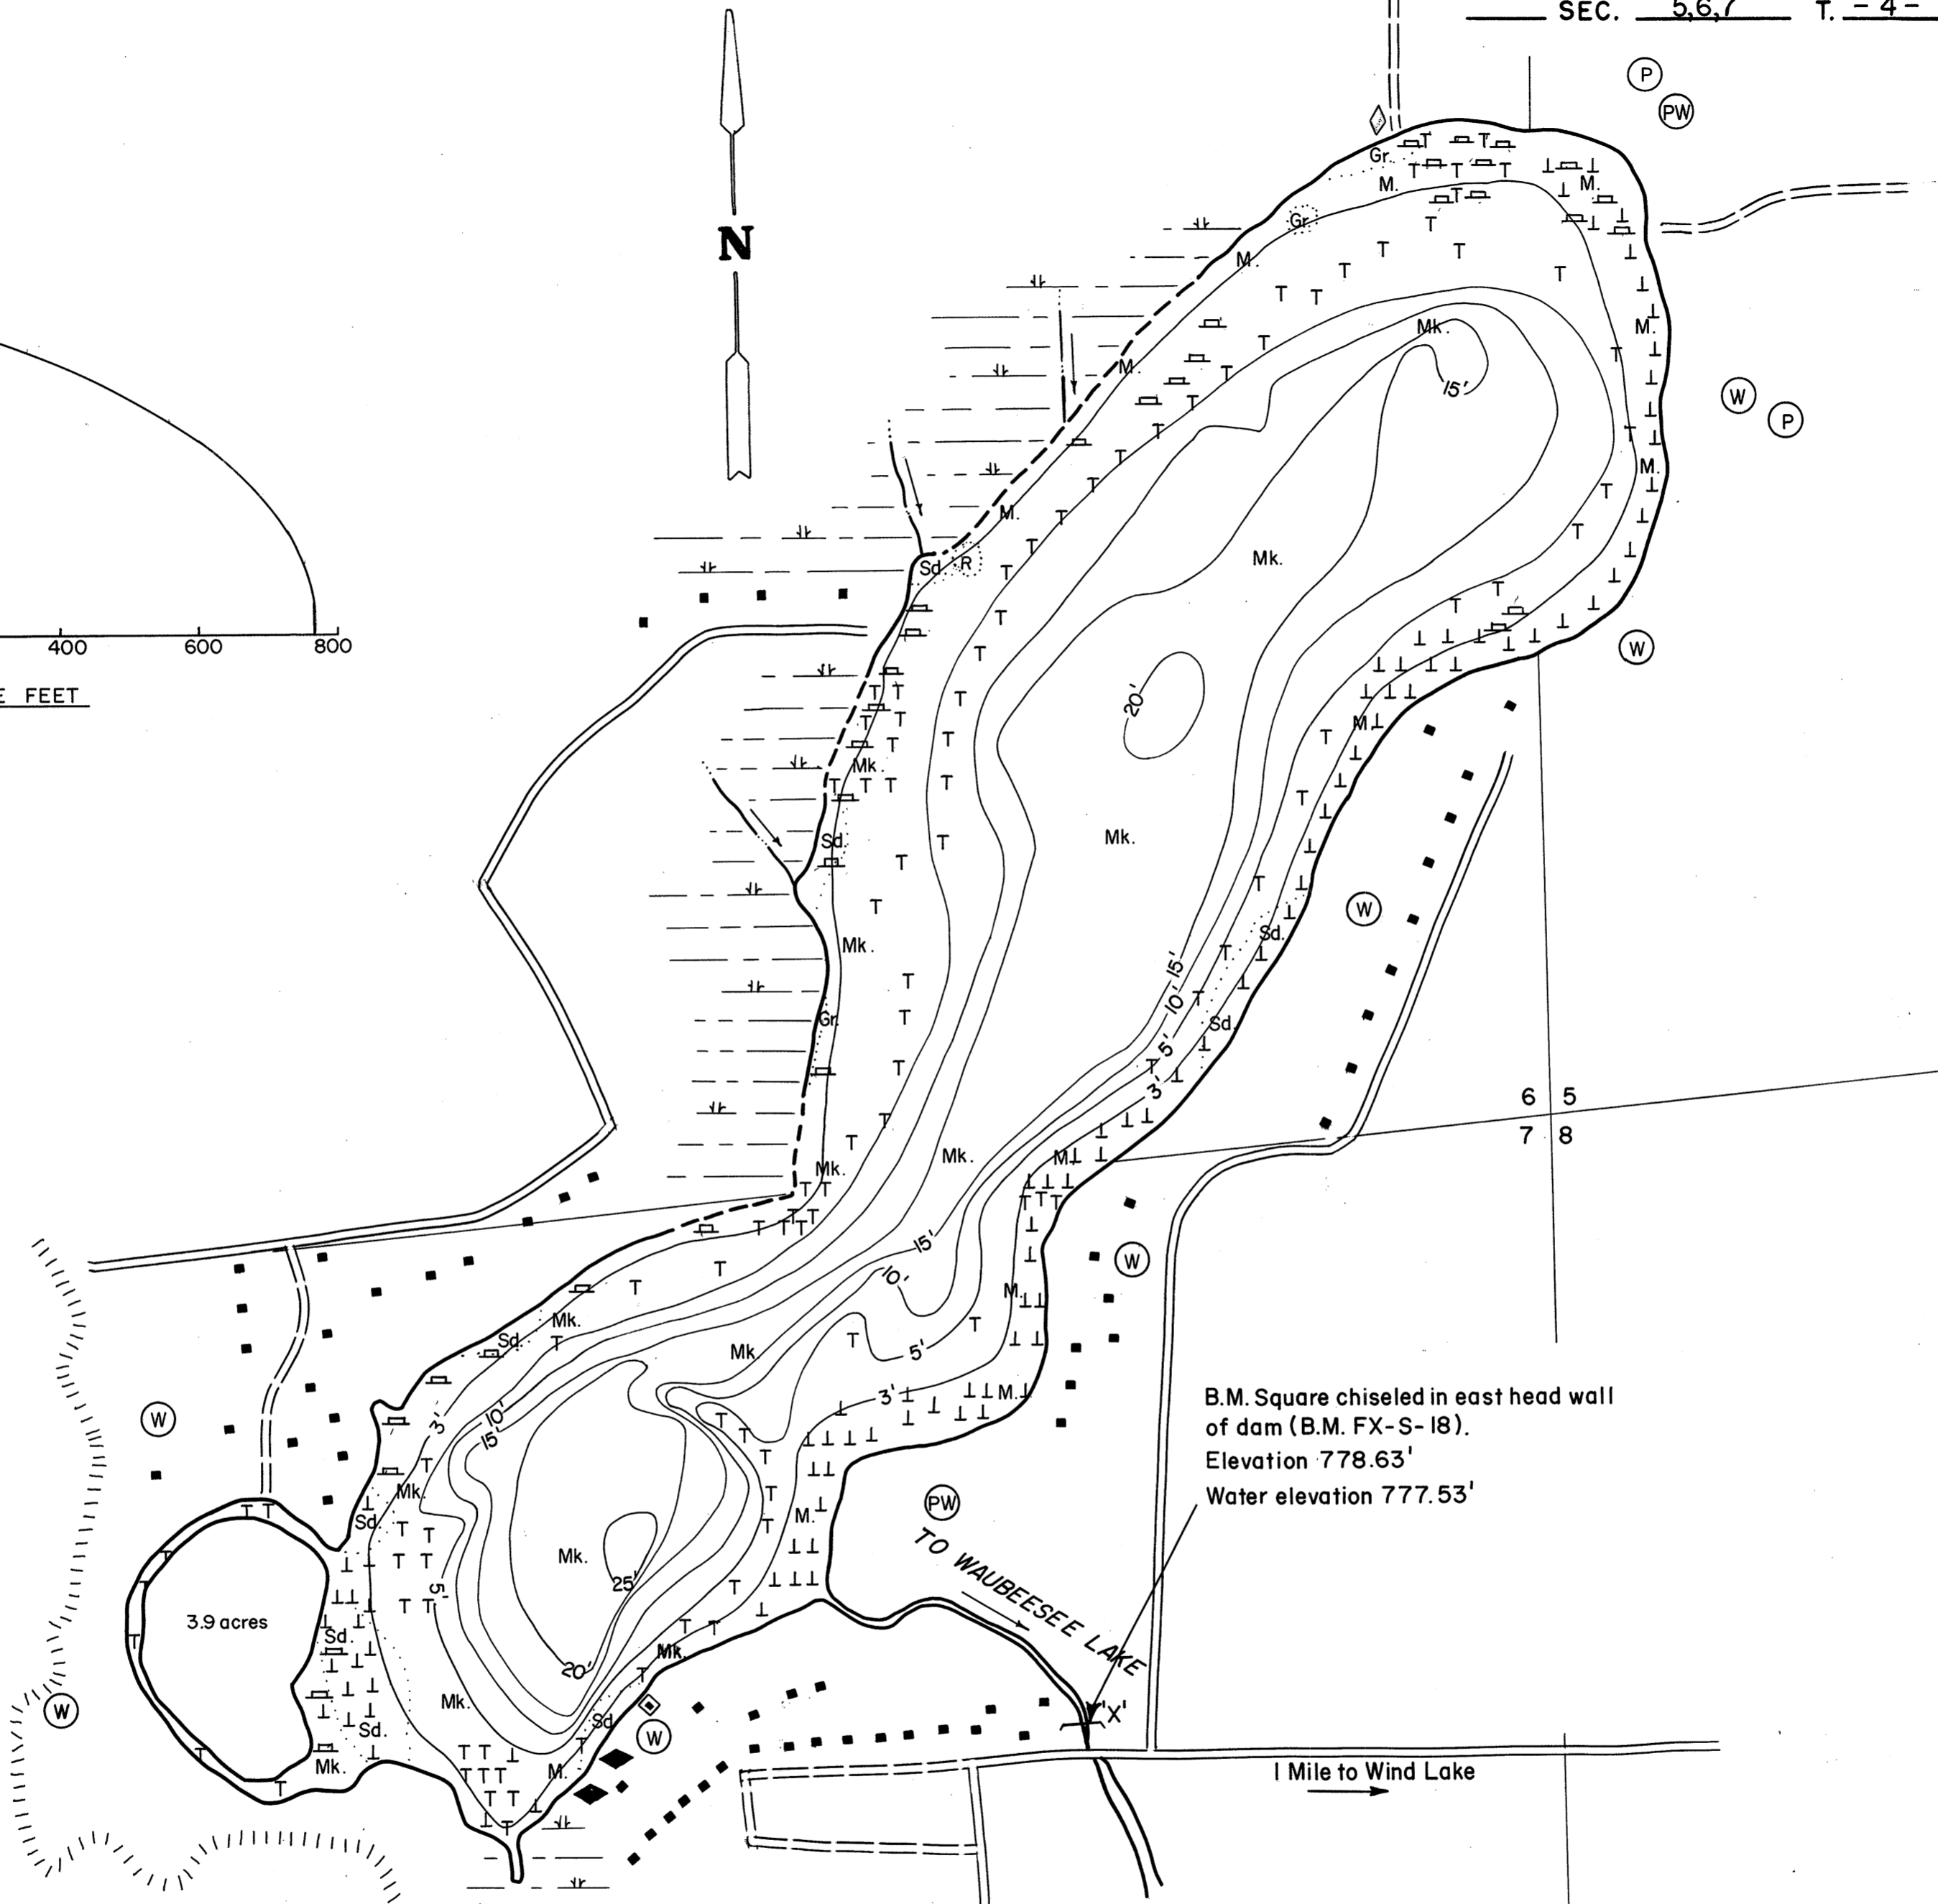 SEC. 5,6,7 T. - 4 -
P
PW
N
Gr.
M.
M.
Gr.
M.
M.
Mk.
15'
M.
W
P
M.
M.
Sd. R
Mk.
400 600 800
E FEET
W
20'
M.
Mk.
Sd.
Mk.
W
Sd.
Mk.
15'
10'
Sd.
Gr.
5'
3'
6 5
7 8
Mk.
M.
Mk.
15'
W
10'
M.
Mk.
Sd.
Mk.
5'
3'
M.
B.M. Square chiseled in east head wall
of dam (B.M. FX-S-18).
Elevation 778.63'
Water elevation 777.53'
W
3'
10'
15'
Mk.
Sd.
M.
PW
TO WAUBEESEE LAKE
Mk.
25'
5'
3.9 acres
Sd.
Mk.
20'
W
Mk.
Sd.
Sd.
W
'X'
Mk.
M.
1 Mile to Wind Lake